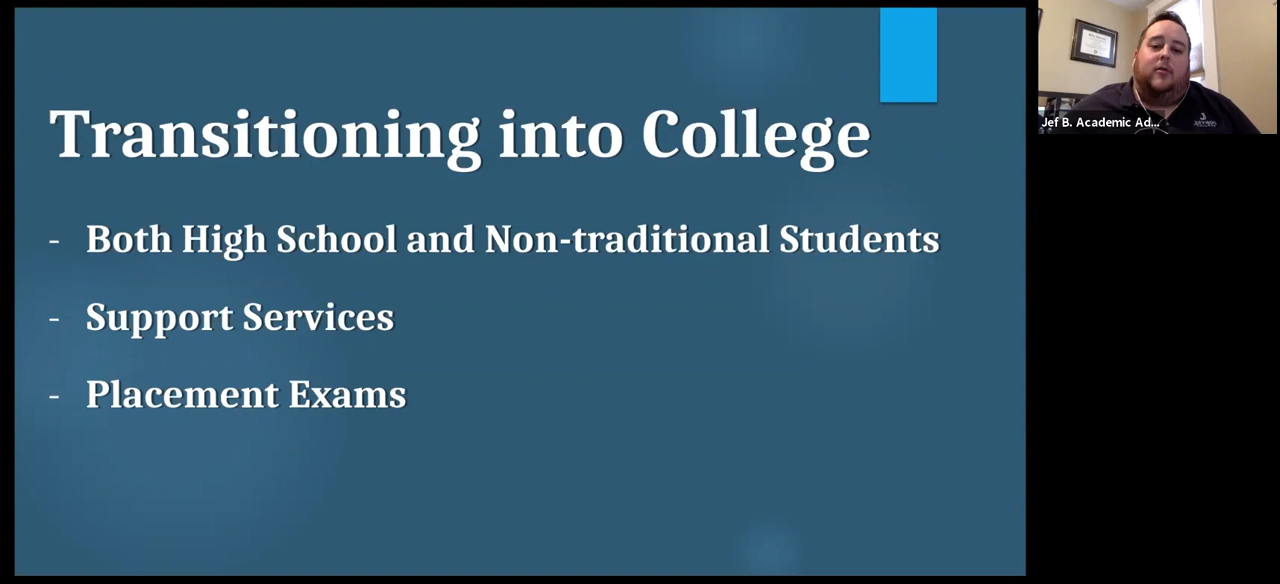 Transitioning into College
- Both High School and Non-traditional Students
- Support Services
- Placement Exams
Jef B. Academic Ad...